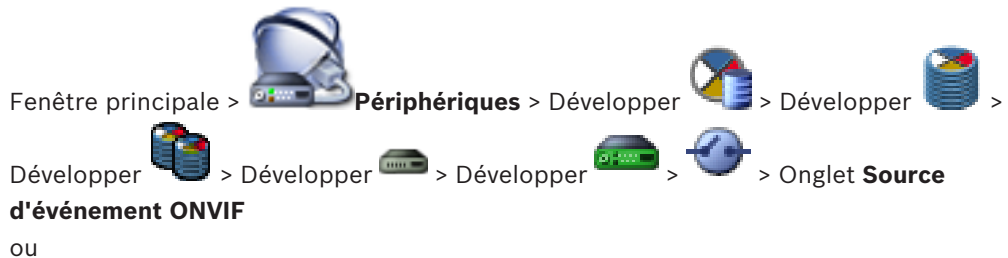 Fenêtre principale > Périphériques > Développer > Développer >
Développer > Développer > Développer > > Onglet Source
d'événement ONVIF
ou